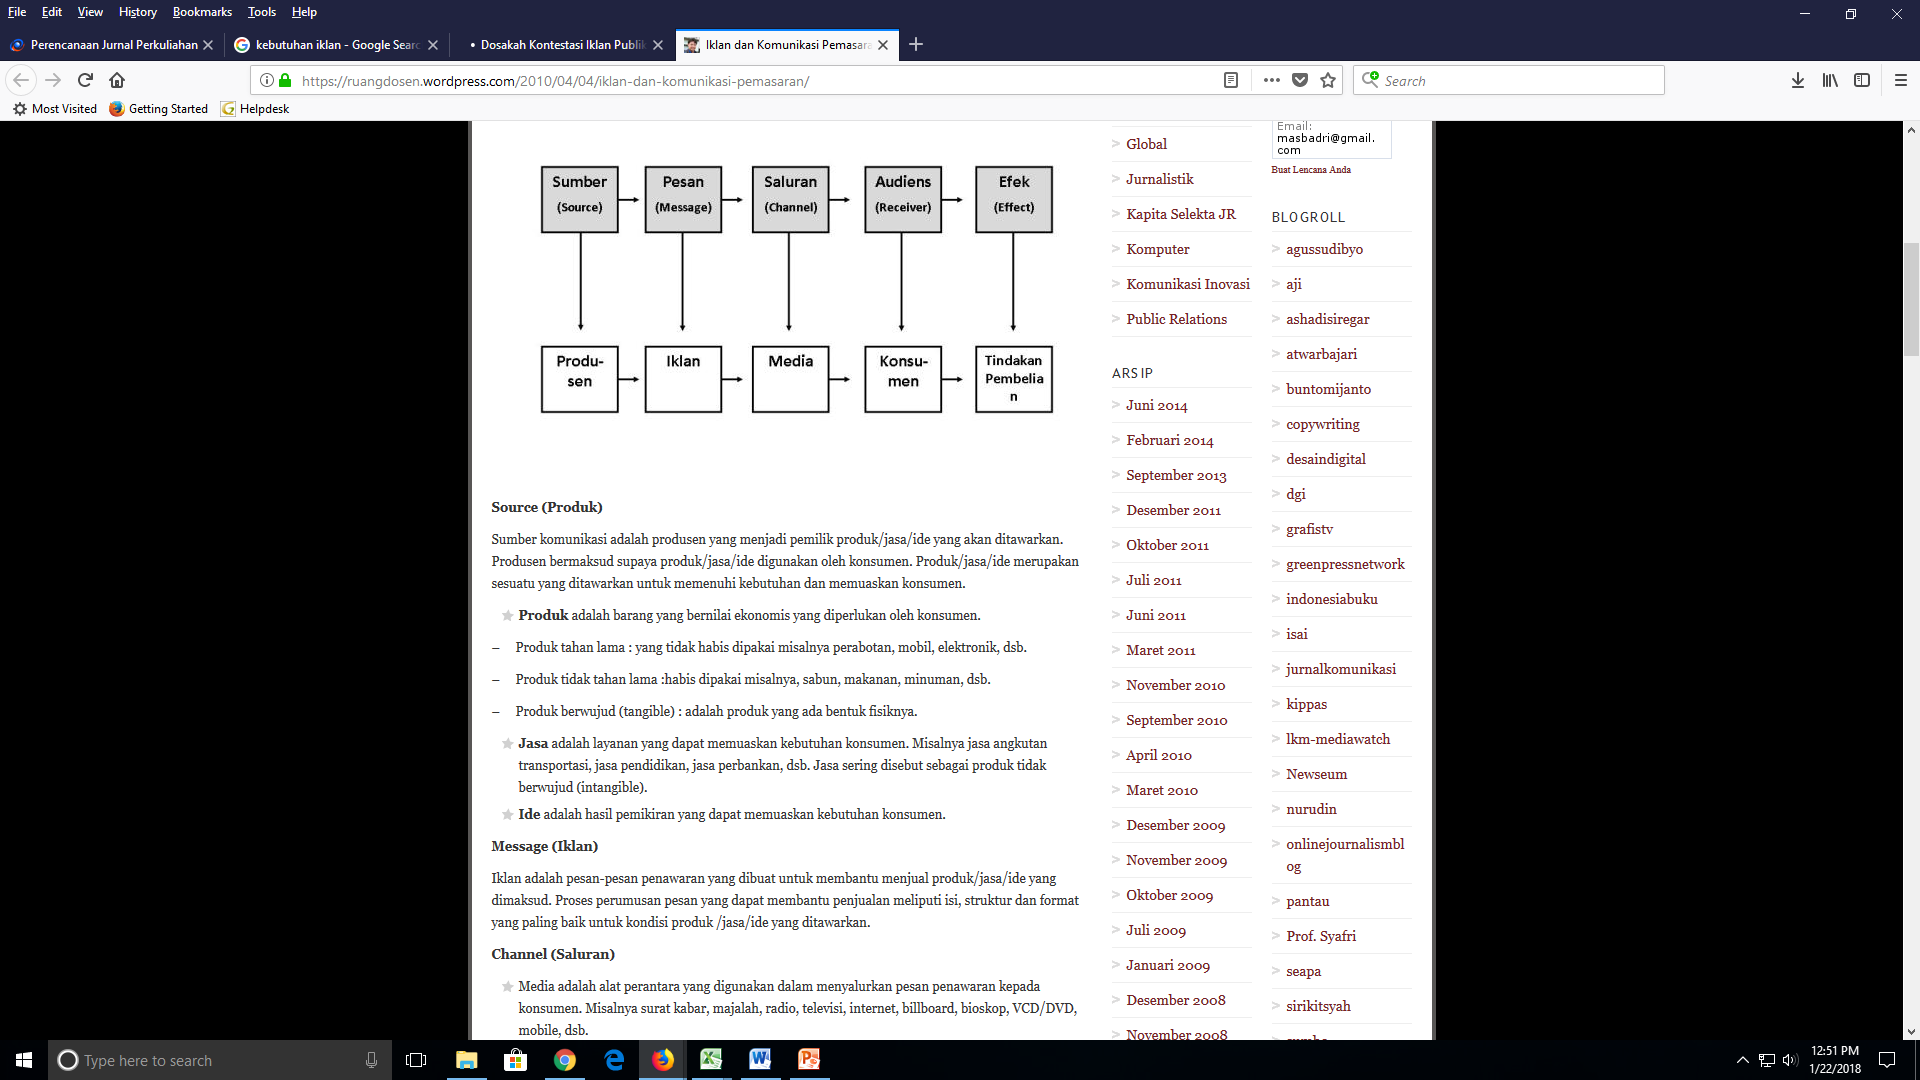 File Edit View History Bookmarks Tools Help
Perencanaan Jurnal Perkuliahan
kebutuhan iklan - Google Sear
Dosakah Kontestasi Iklan Publik
Iklan dan Komunikasi Pemasara
https://ruangdosen.wordpress.com/2010/04/04/iklan-dan-komunikasi-pemasaran/
Search
Most Visited Getting Started Helpdesk
Sumber
(Source)
Pesan
(Message)
Saluran
(Channel)
Audiens
(Receiver)
Efek
(Effect)
Produ-
sen
Iklan
Media
Konsu-
men
Tindakan
Pembelia
n
Source (Produk)
Sumber komunikasi adalah produsen yang menjadi pemilik produk/jasa/ide yang akan ditawarkan.
Produsen bermaksud supaya produk/jasa/ide digunakan oleh konsumen. Produk/jasa/ide merupakan
sesuatu yang ditawarkan untuk memenuhi kebutuhan dan memuaskan konsumen.
Produk adalah barang yang bernilai ekonomis yang diperlukan oleh konsumen.
– Produk tahan lama : yang tidak habis dipakai misalnya perabotan, mobil, elektronik, dsb.
– Produk tidak tahan lama :habis dipakai misalnya, sabun, makanan, minuman, dsb.
– Produk berwujud (tangible) : adalah produk yang ada bentuk fisiknya.
Jasa adalah layanan yang dapat memuaskan kebutuhan konsumen. Misalnya jasa angkutan
transportasi, jasa pendidikan, jasa perbankan, dsb. Jasa sering disebut sebagai produk tidak
berwujud (intangible).
Ide adalah hasil pemikiran yang dapat memuaskan kebutuhan konsumen.
Message (Iklan)
Iklan adalah pesan-pesan penawaran yang dibuat untuk membantu menjual produk/jasa/ide yang
dimaksud. Proses perumusan pesan yang dapat membantu penjualan meliputi isi, struktur dan format
yang paling baik untuk kondisi produk /jasa/ide yang ditawarkan.
Channel (Saluran)
Media adalah alat perantara yang digunakan dalam menyalurkan pesan penawaran kepada
konsumen. Misalnya surat kabar, majalah, radio, televisi, internet, billboard, bioskop, VCD/DVD,
mobile, dsb.
> Global
> Jurnalistik
> Kapita Selekta JR
> Komputer
> Komunikasi Inovasi
> Public Relations
ARSIP
> Juni 2014
> Februari 2014
> September 2013
> Desember 2011
> Oktober 2011
> Juli 2011
> Juni 2011
> Maret 2011
> November 2010
> September 2010
> April 2010
> Maret 2010
> Desember 2009
> November 2009
> Oktober 2009
> Juli 2009
> Januari 2009
> Desember 2008
> November 2008
Email:
masbadri@gmail.
com
Buat Lencana Anda
BLOGROLL
> agussudibyo
> aji
> ashadisiregar
> atwarbajari
> buntomijanto
> copywriting
> desaindigital
> dgi
> grafistv
> greenpressnetwork
> indonesiabuku
> isai
> jurnalkomunikasi
> kippas
> lkm-mediawatch
> Newseum
> nurudin
> onlinejournalismbl
og
> pantau
> Prof. Syafri
> seapa
> sirikitsyah
Type here to search
12:51 PM
1/22/2018